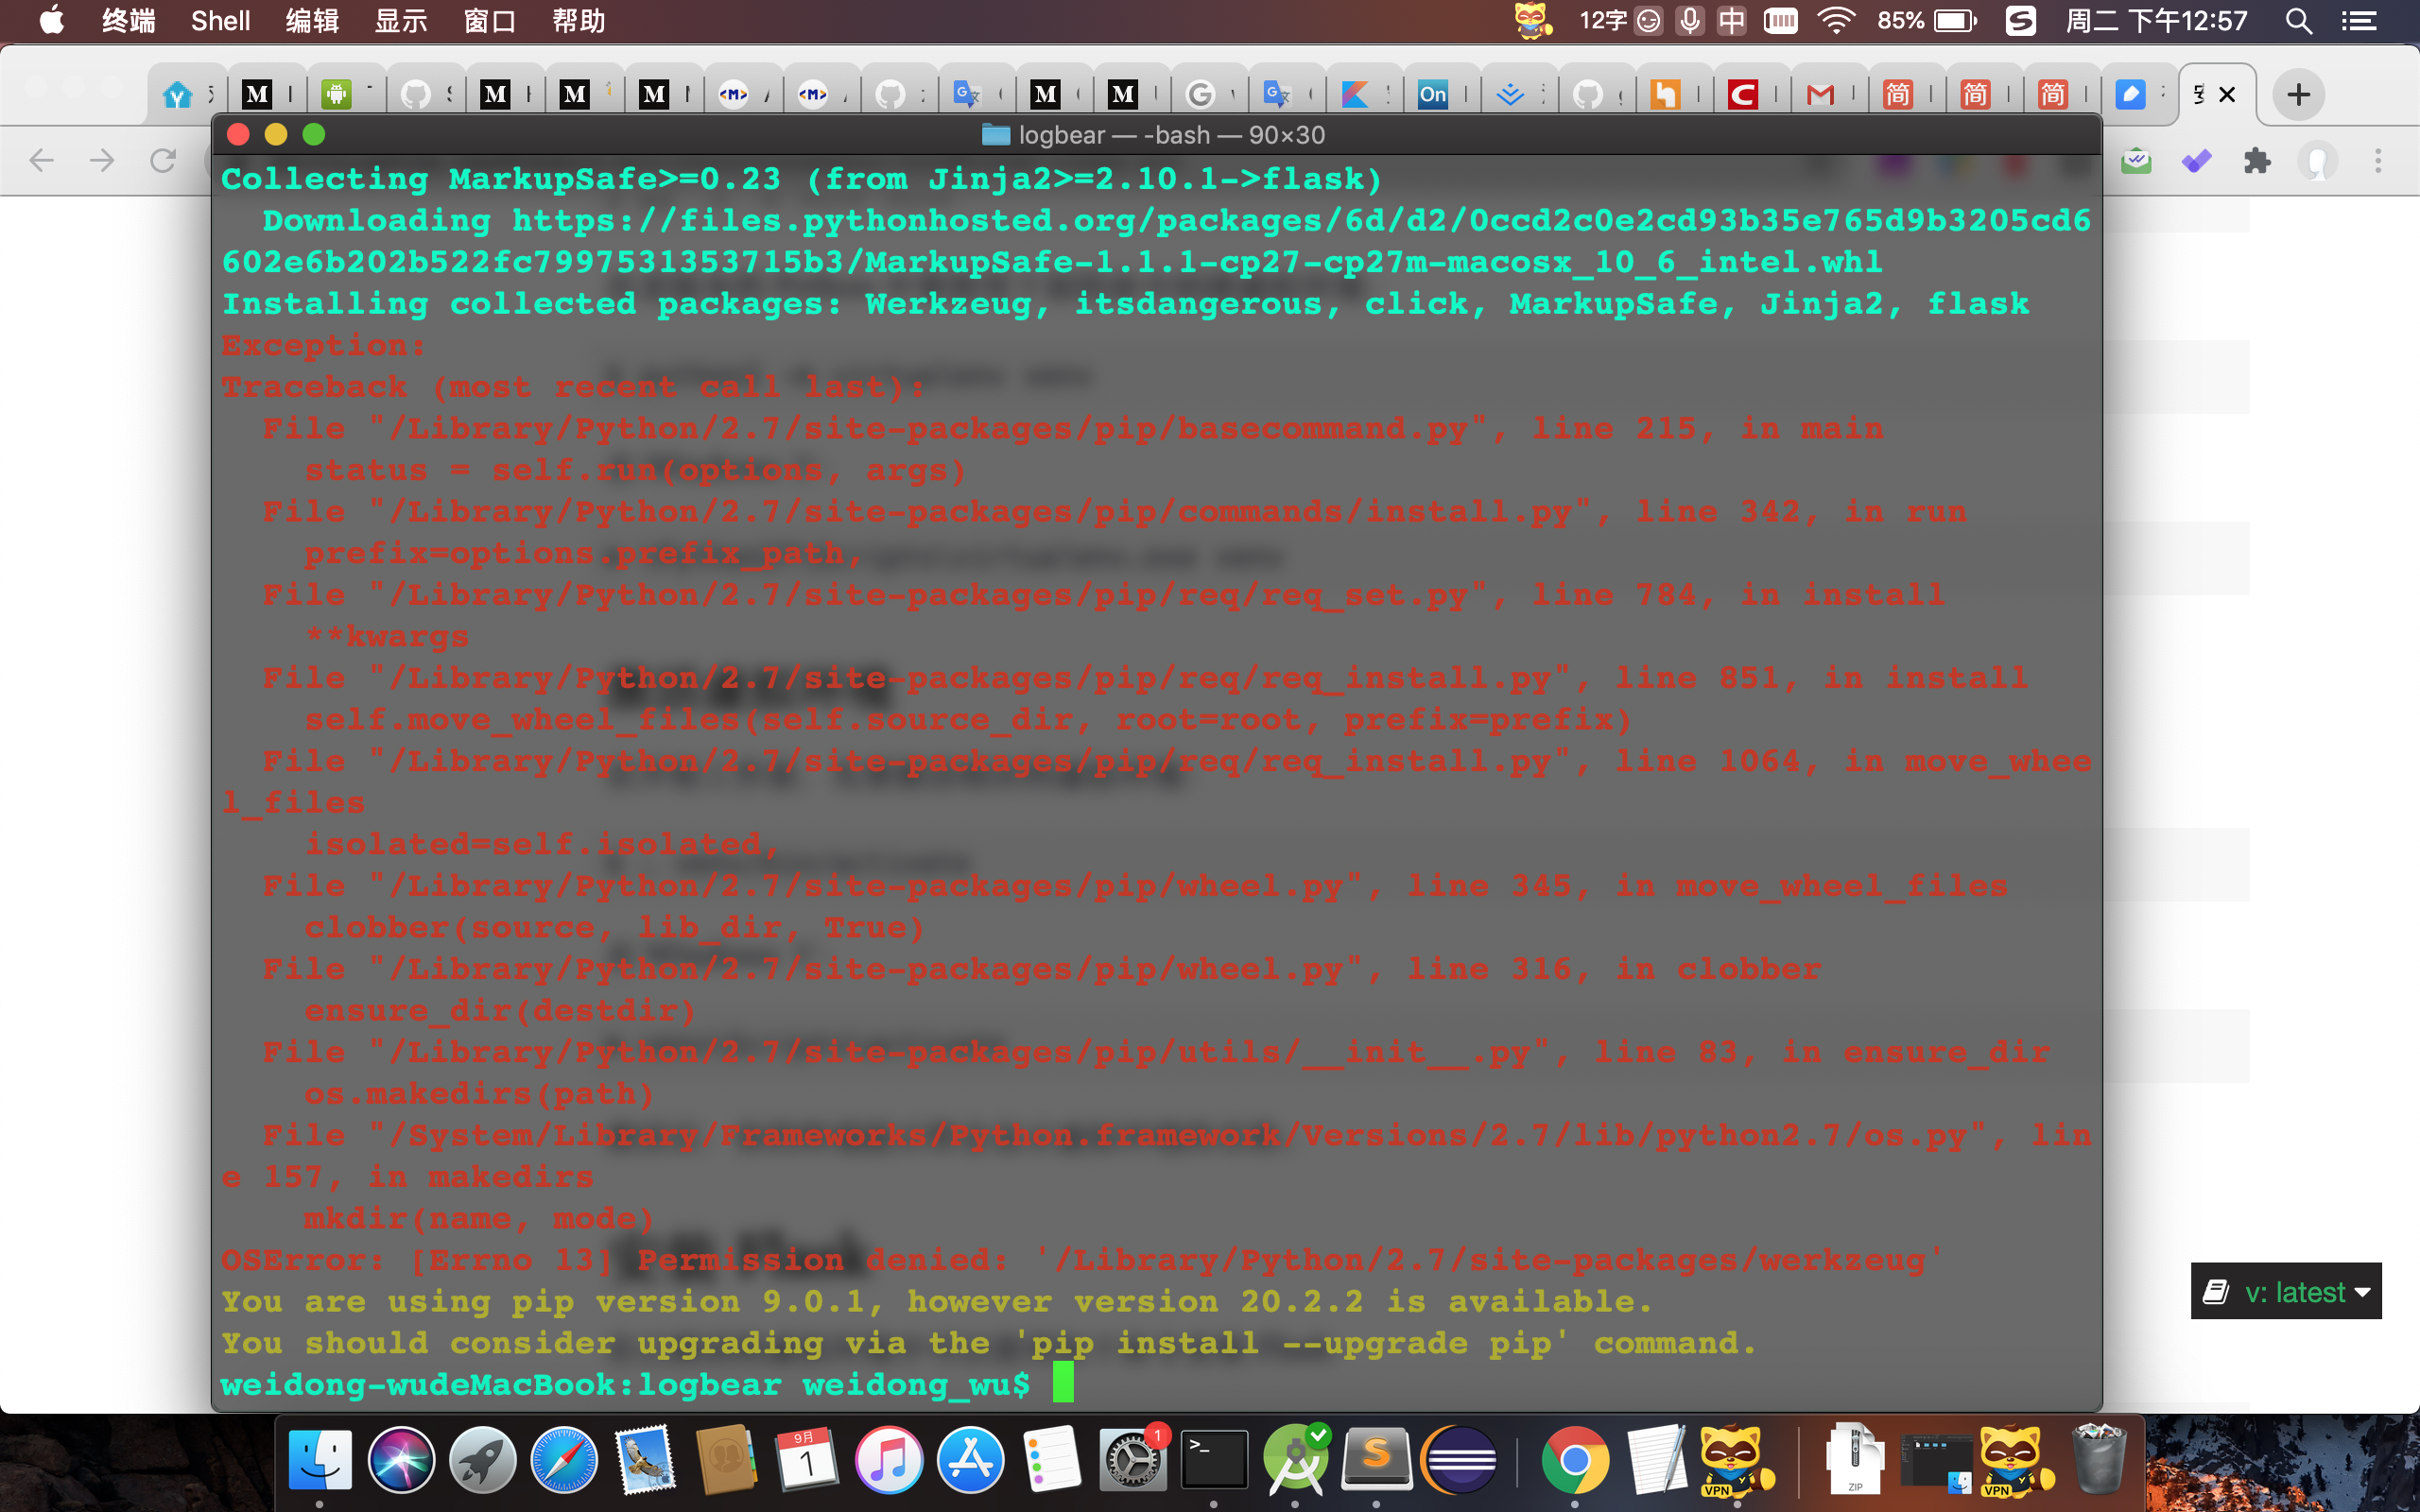 终端 Shell 编辑 显示 窗口 帮助 12字 中 85% 周二 下午12:57
logbear — -bash — 90×30
Collecting MarkupSafe>=0.23 (from Jinja2>=2.10.1->flask)
Downloading https://files.pythonhosted.org/packages/6d/d2/0ccd2c0e2cd93b35e765d9b3205cd6
602e6b202b522fc7997531353715b3/MarkupSafe-1.1.1-cp27-cp27m-macosx_10_6_intel.whl
Installing collected packages: Werkzeug, itsdangerous, click, MarkupSafe, Jinja2, flask
Exception:
Traceback (most recent call last):
File "/Library/Python/2.7/site-packages/pip/basecommand.py", line 215, in main
status = self.run(options, args)
File "/Library/Python/2.7/site-packages/pip/commands/install.py", line 342, in run
prefix=options.prefix_path,
File "/Library/Python/2.7/site-packages/pip/req/req_set.py", line 784, in install
**kwargs
File "/Library/Python/2.7/site-packages/pip/req/req_install.py", line 851, in install
self.move_wheel_files(self.source_dir, root=root, prefix=prefix)
File "/Library/Python/2.7/site-packages/pip/req/req_install.py", line 1064, in move_whee
l_files
isolated=self.isolated,
File "/Library/Python/2.7/site-packages/pip/wheel.py", line 345, in move_wheel_files
clobber(source, lib_dir, True)
File "/Library/Python/2.7/site-packages/pip/wheel.py", line 316, in clobber
ensure_dir(destdir)
File "/Library/Python/2.7/site-packages/pip/utils/__init__.py", line 83, in ensure_dir
os.makedirs(path)
File "/System/Library/Frameworks/Python.framework/Versions/2.7/lib/python2.7/os.py", lin
e 157, in makedirs
mkdir(name, mode)
OSError: [Errno 13] Permission denied: '/Library/Python/2.7/site-packages/werkzeug'
You are using pip version 9.0.1, however version 20.2.2 is available.
You should consider upgrading via the 'pip install --upgrade pip' command.
weidong-wudeMacBook:logbear weidong_wu$
v: latest
9月
1
1
VPN
ZIP
VPN